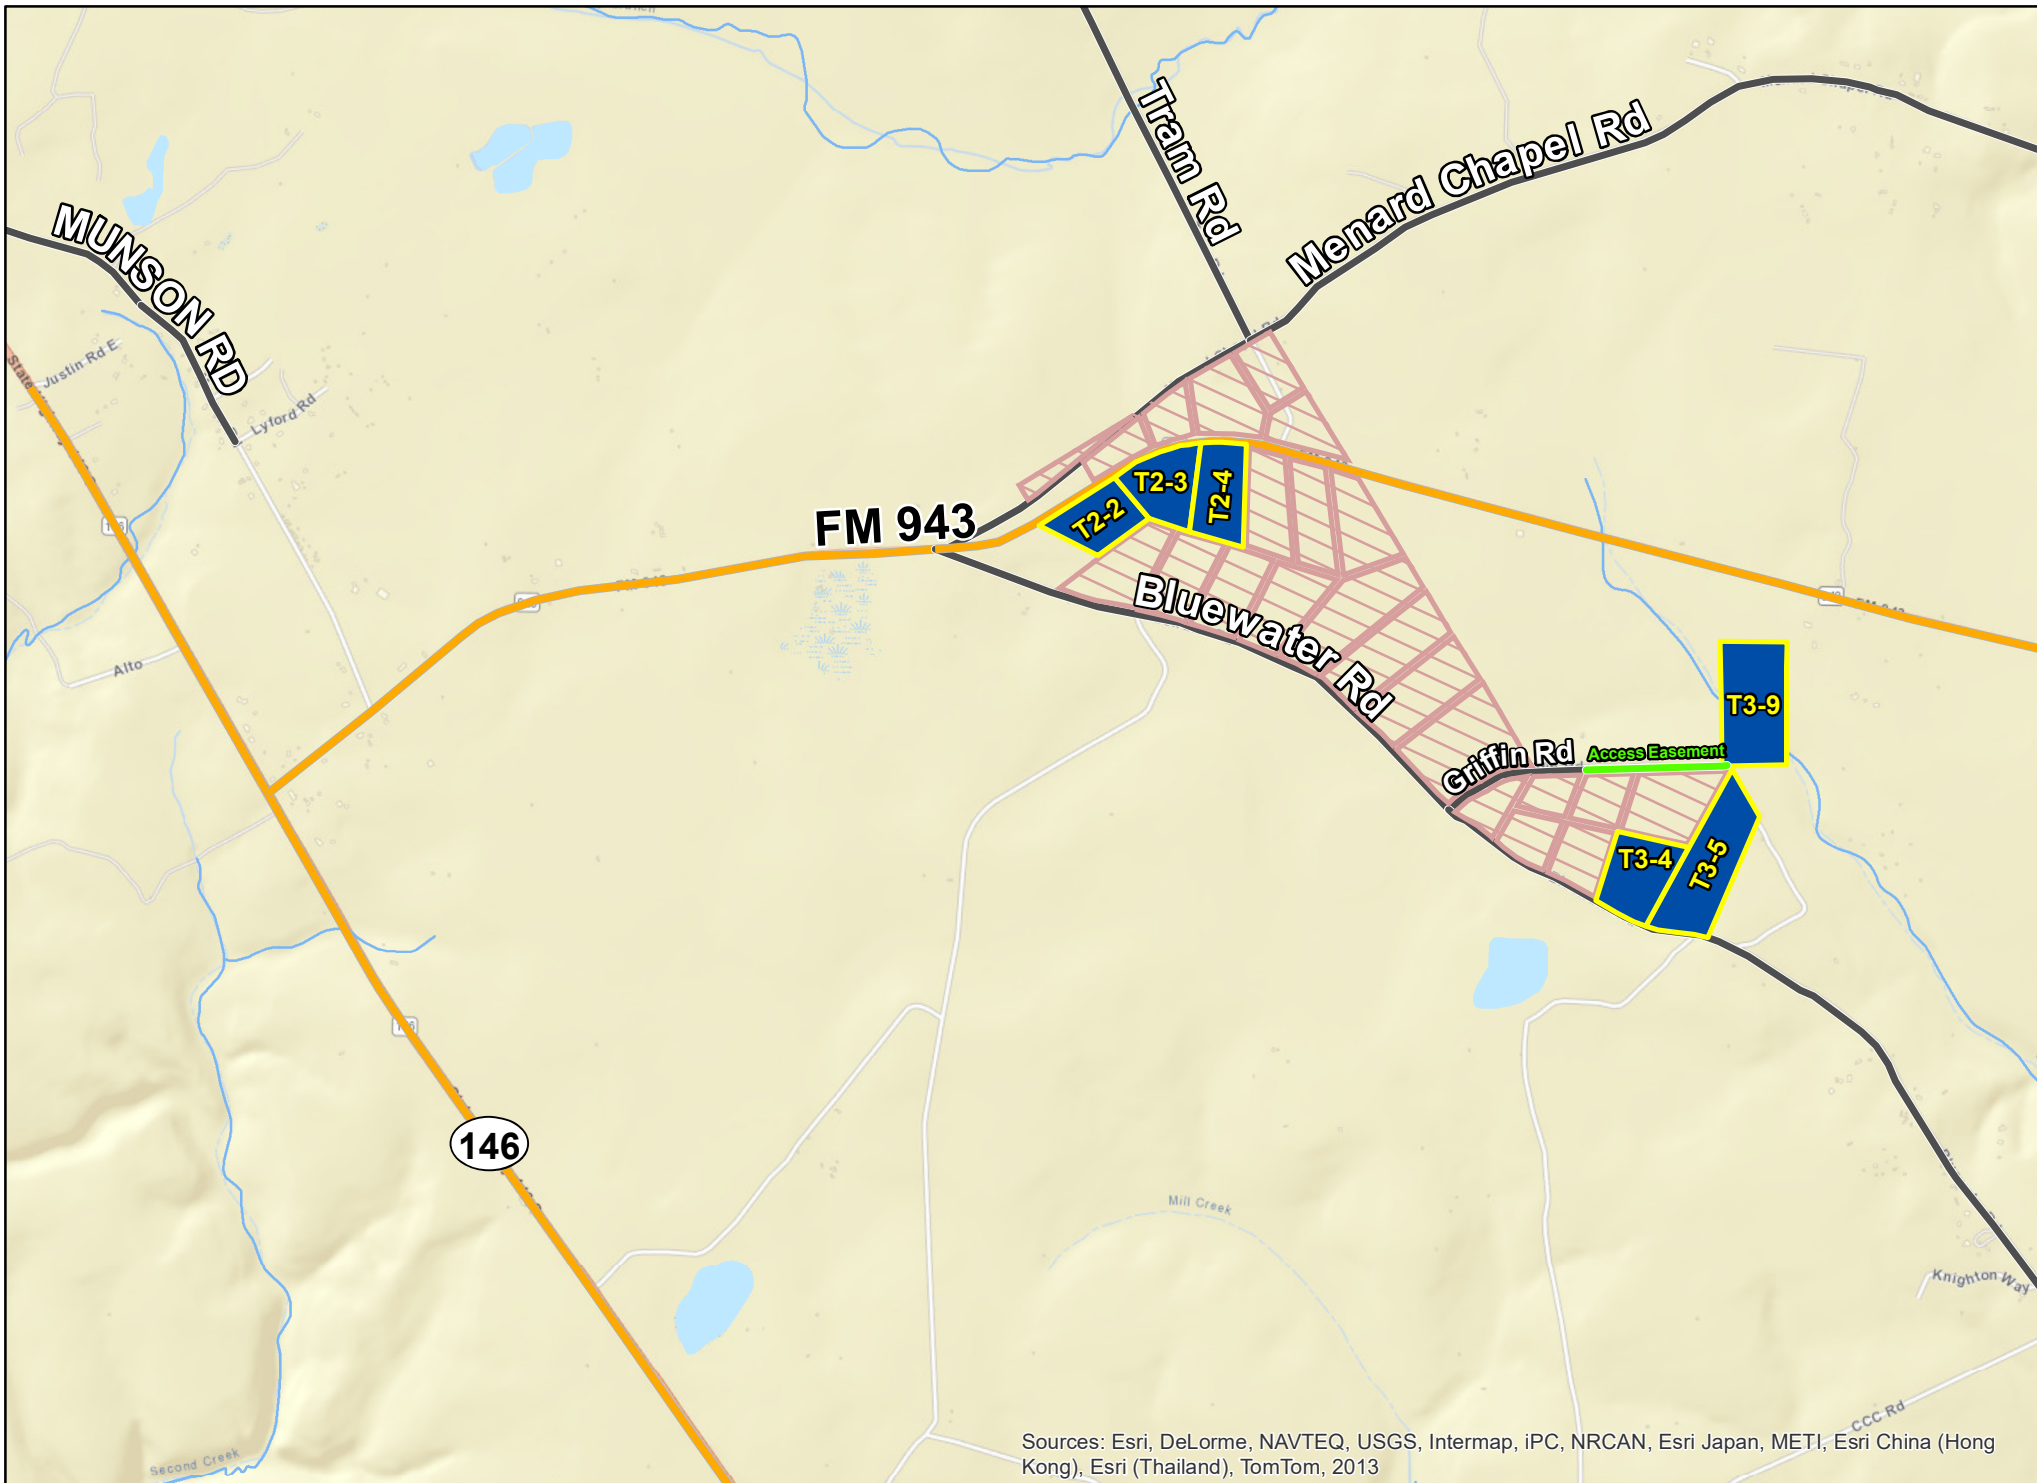 Tram Rd
Menard Chapel Rd
MUNSON RD
Justin Rd E
Lyford Rd
FM 943
T2-2
T2-3
T2-4
Bluewater Rd
Alto
T3-9
Griffin Rd
Access Easement
T3-4
T3-5
146
Mill Creek
Knighton Way
CCC Rd
Second Creek
Sources: Esri, DeLorme, NAVTEQ, USGS, Intermap, iPC, NRCAN, Esri Japan, METI, Esri China (Hong
Kong), Esri (Thailand), TomTom, 2013